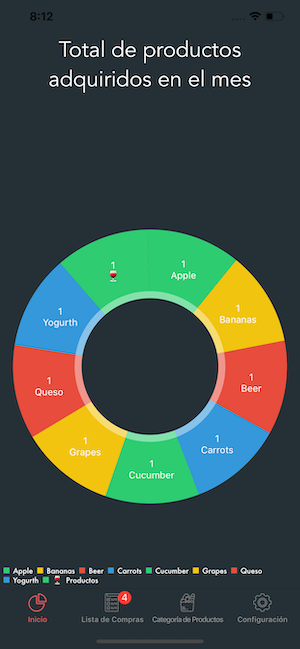 8:12
Total de productos
adquiridos en el mes
1
🍷
1
Apple
1
Bananas
1
Beer
1
Carrots
1
Cucumber
1
Grapes
1
Queso
1
Yogurth
Apple Bananas Beer Carrots Cucumber Grapes Queso
Yogurth 🍷 Productos
4
Inicio Lista de Compras Categoría de Productos Configuración